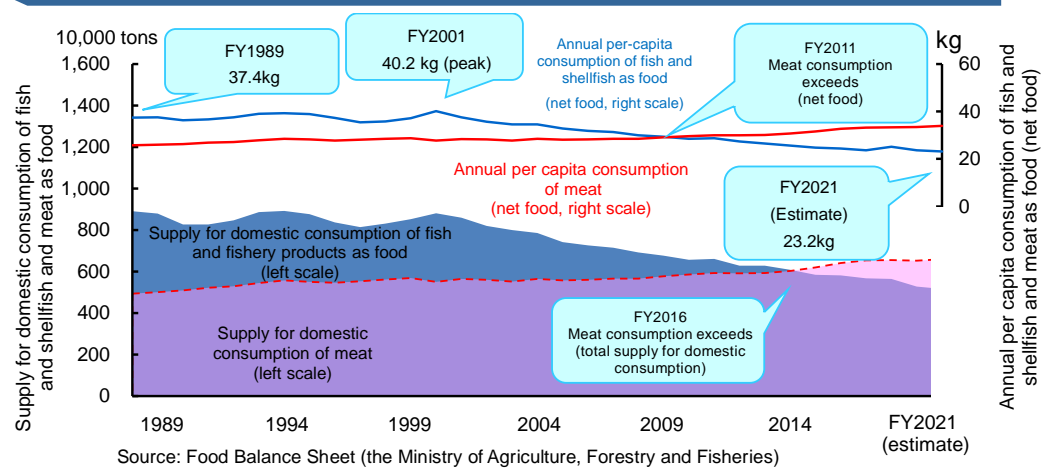 10,000 tons
kg
Supply for domestic consumption of fish
and shellfish and meat as food
1,600
1,400
1,200
1,000
800
600
400
200
0
FY1989
37.4kg
FY2001
40.2 kg (peak)
Annual per-capita
consumption of fish and
shellfish as food
(net food, right scale)
FY2011
Meat consumption
exceeds
(net food)
60
40
20
0
Annual per capita consumption of fish and
shellfish and meat as food (net food)
Annual per capita consumption
of meat
(net food, right scale)
FY2021
(Estimate)
23.2kg
Supply for domestic consumption of fish
and fishery products as food
(left scale)
Supply for domestic
consumption of meat
(left scale)
FY2016
Meat consumption exceeds
(total supply for domestic
consumption)
1989
1994
1999
2004
2009
2014
FY2021
(estimate)
Source: Food Balance Sheet (the Ministry of Agriculture, Forestry and Fisheries)